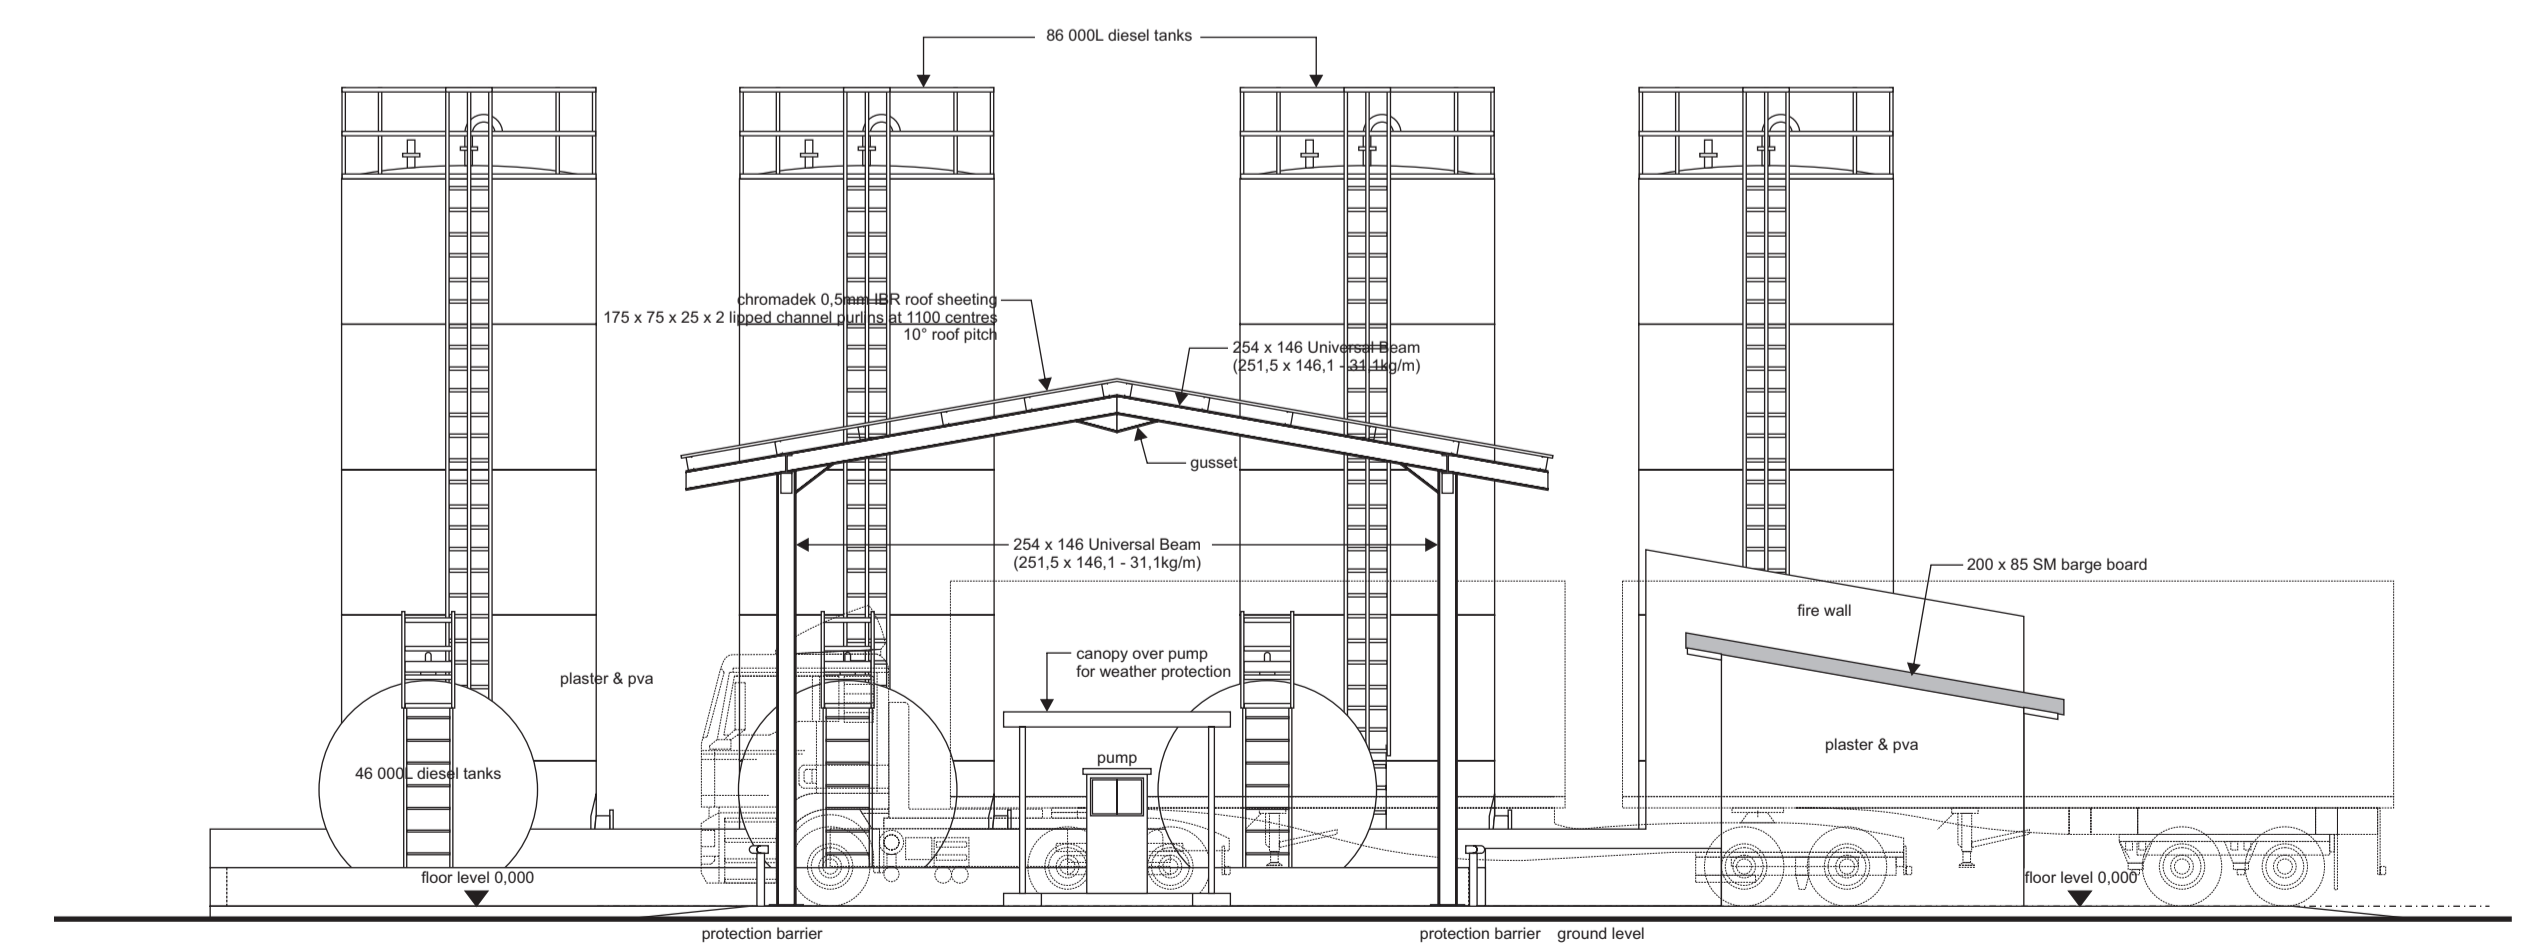 86 000L diesel tanks
chromadek 0,5mm IBR roof sheeting
175 x 75 x 25 x 2 lipped channel purlins at 1100 centres
10° roof pitch
254 x 146 Universal Beam
(251,5 x 146,1 - 31,1kg/m)
gusset
254 x 146 Universal Beam
(251,5 x 146,1 - 31,1kg/m)
200 x 85 SM barge board
fire wall
canopy over pump
for weather protection
plaster & pva
plaster & pva
pump
46 000L diesel tanks
floor level 0,000
floor level 0,000
protection barrier
protection barrier
ground level